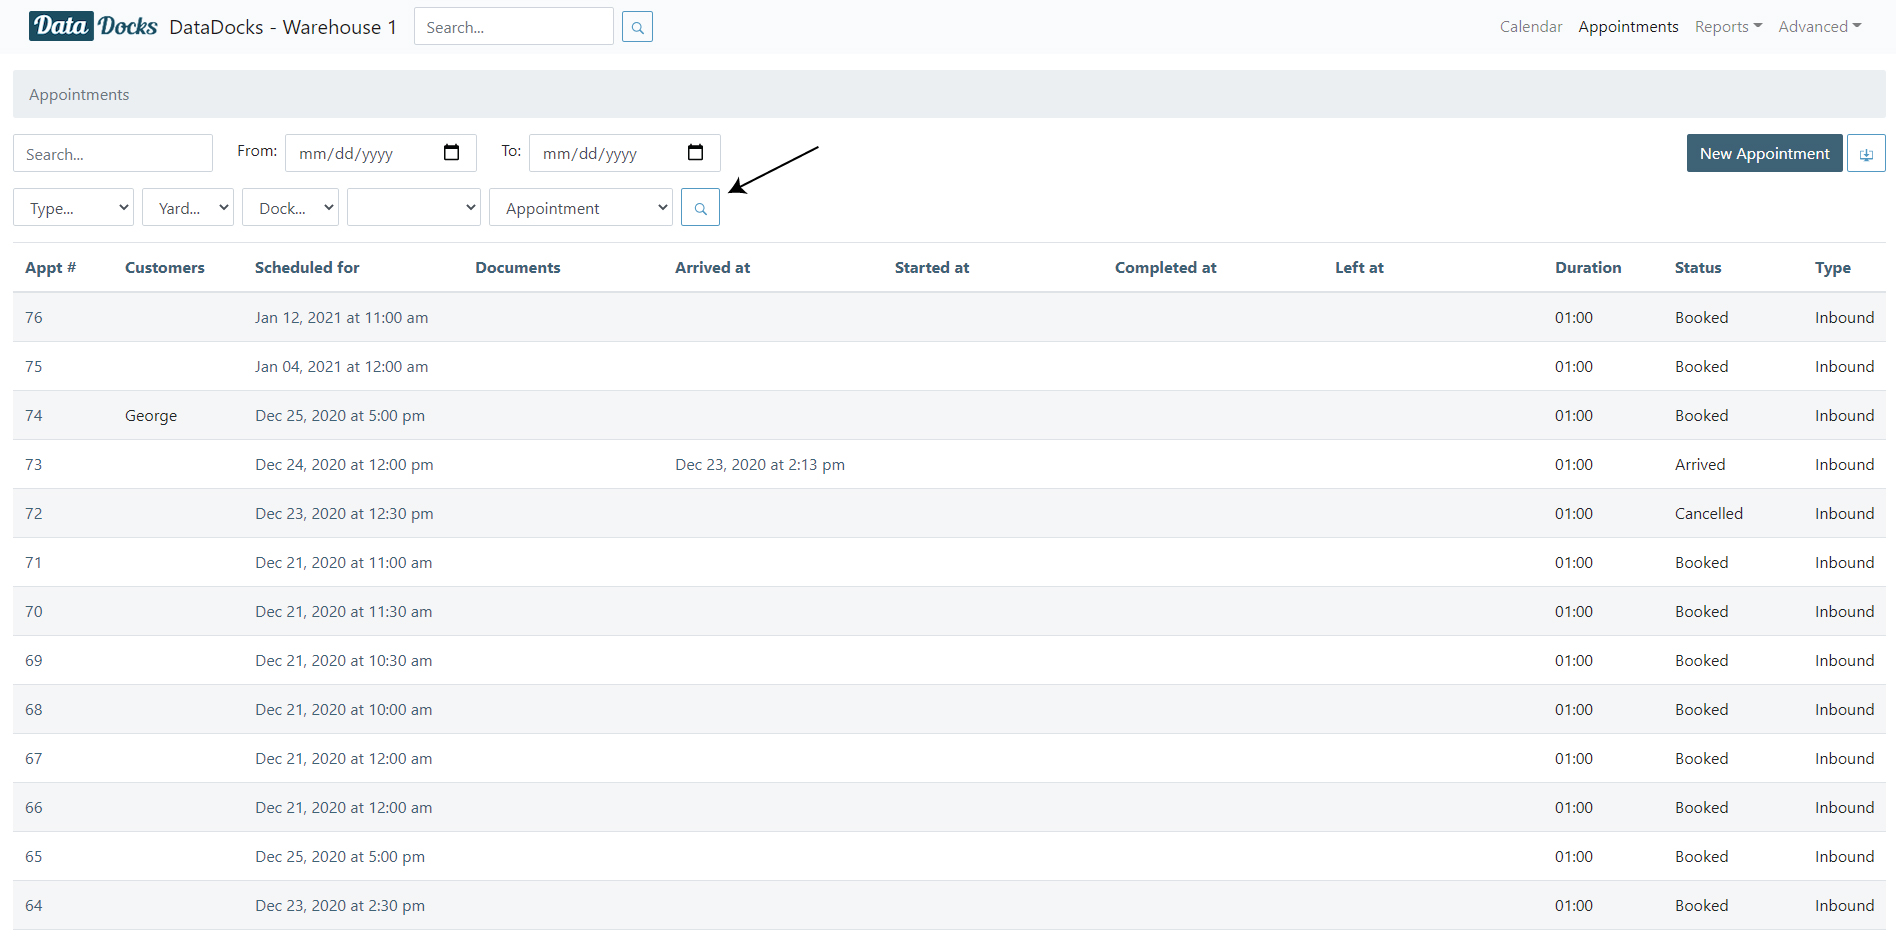 Data Docks DataDocks - Warehouse 1 Search... Calendar Appointments Reports Advanced
Appointments
Search... From: mm/dd/yyyy To: mm/dd/yyyy New Appointment
Type... Yard... Dock... Appointment
Appt # Customers Scheduled for Documents Arrived at Started at Completed at Left at Duration Status Type
76 Jan 12, 2021 at 11:00 am 01:00 Booked Inbound
75 Jan 04, 2021 at 12:00 am 01:00 Booked Inbound
74 George Dec 25, 2020 at 5:00 pm 01:00 Booked Inbound
73 Dec 24, 2020 at 12:00 pm Dec 23, 2020 at 2:13 pm 01:00 Arrived Inbound
72 Dec 23, 2020 at 12:30 pm 01:00 Cancelled Inbound
71 Dec 21, 2020 at 11:00 am 01:00 Booked Inbound
70 Dec 21, 2020 at 11:30 am 01:00 Booked Inbound
69 Dec 21, 2020 at 10:30 am 01:00 Booked Inbound
68 Dec 21, 2020 at 10:00 am 01:00 Booked Inbound
67 Dec 21, 2020 at 12:00 am 01:00 Booked Inbound
66 Dec 21, 2020 at 12:00 am 01:00 Booked Inbound
65 Dec 25, 2020 at 5:00 pm 01:00 Booked Inbound
64 Dec 23, 2020 at 2:30 pm 01:00 Booked Inbound